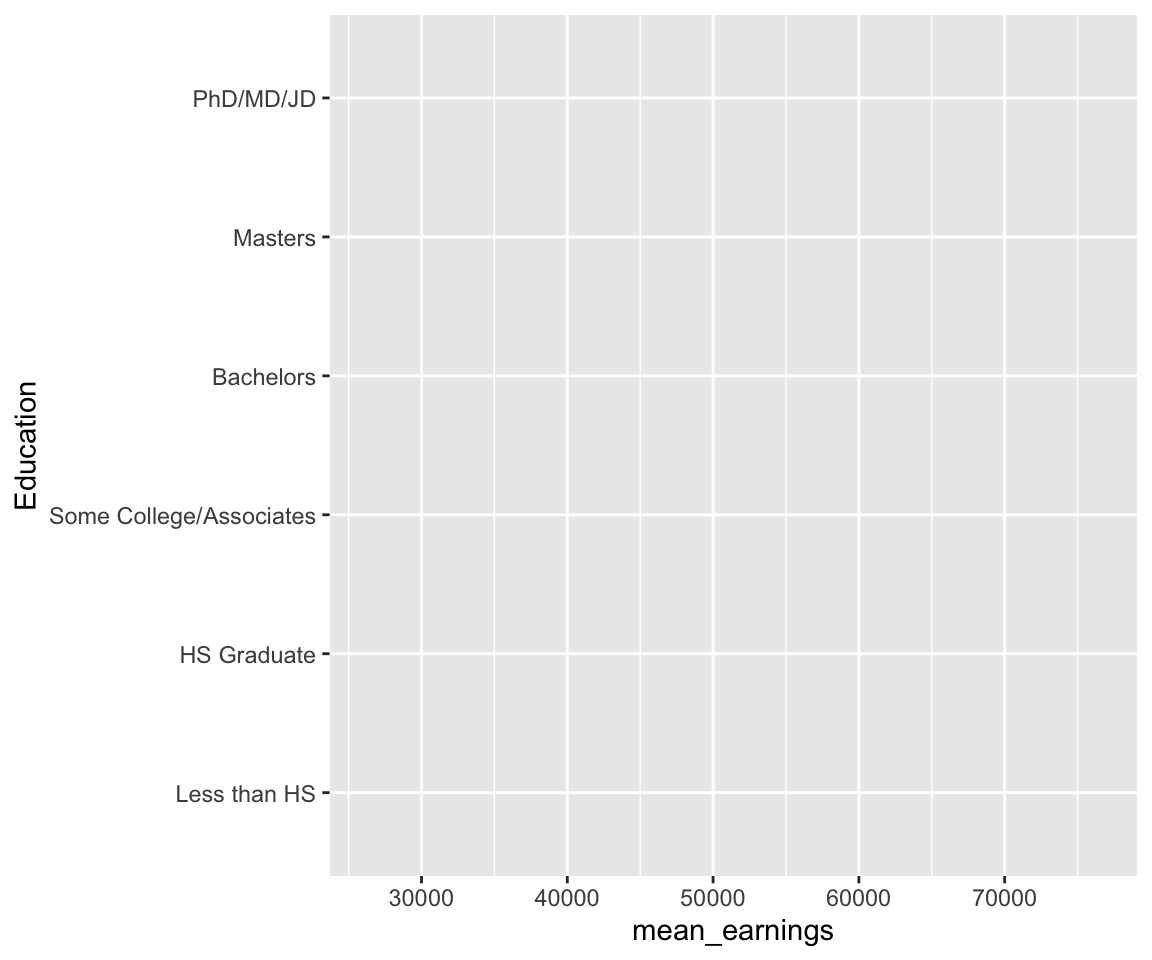 PhD/MD/JD
Masters
Bachelors
Education
Some College/Associates
HS Graduate
Less than HS
30000 40000 50000 60000 70000
mean_earnings